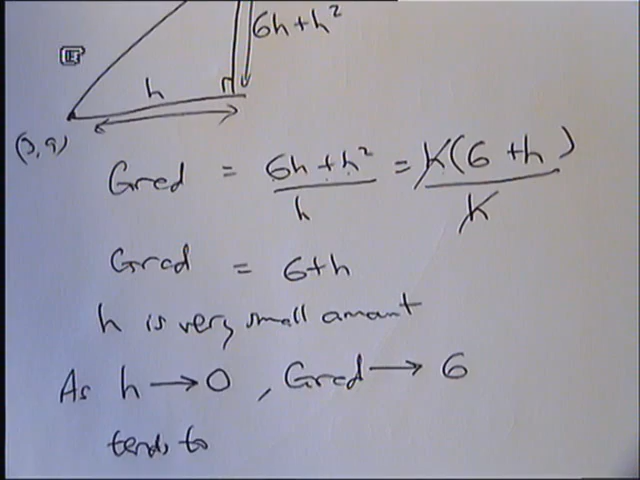 6h+h²
h
(3,9)
Grad = 6h+h² / h = h(6+h) / h
Grad = 6+h
h is very small amount
As h → 0, Grad → 6
tends to